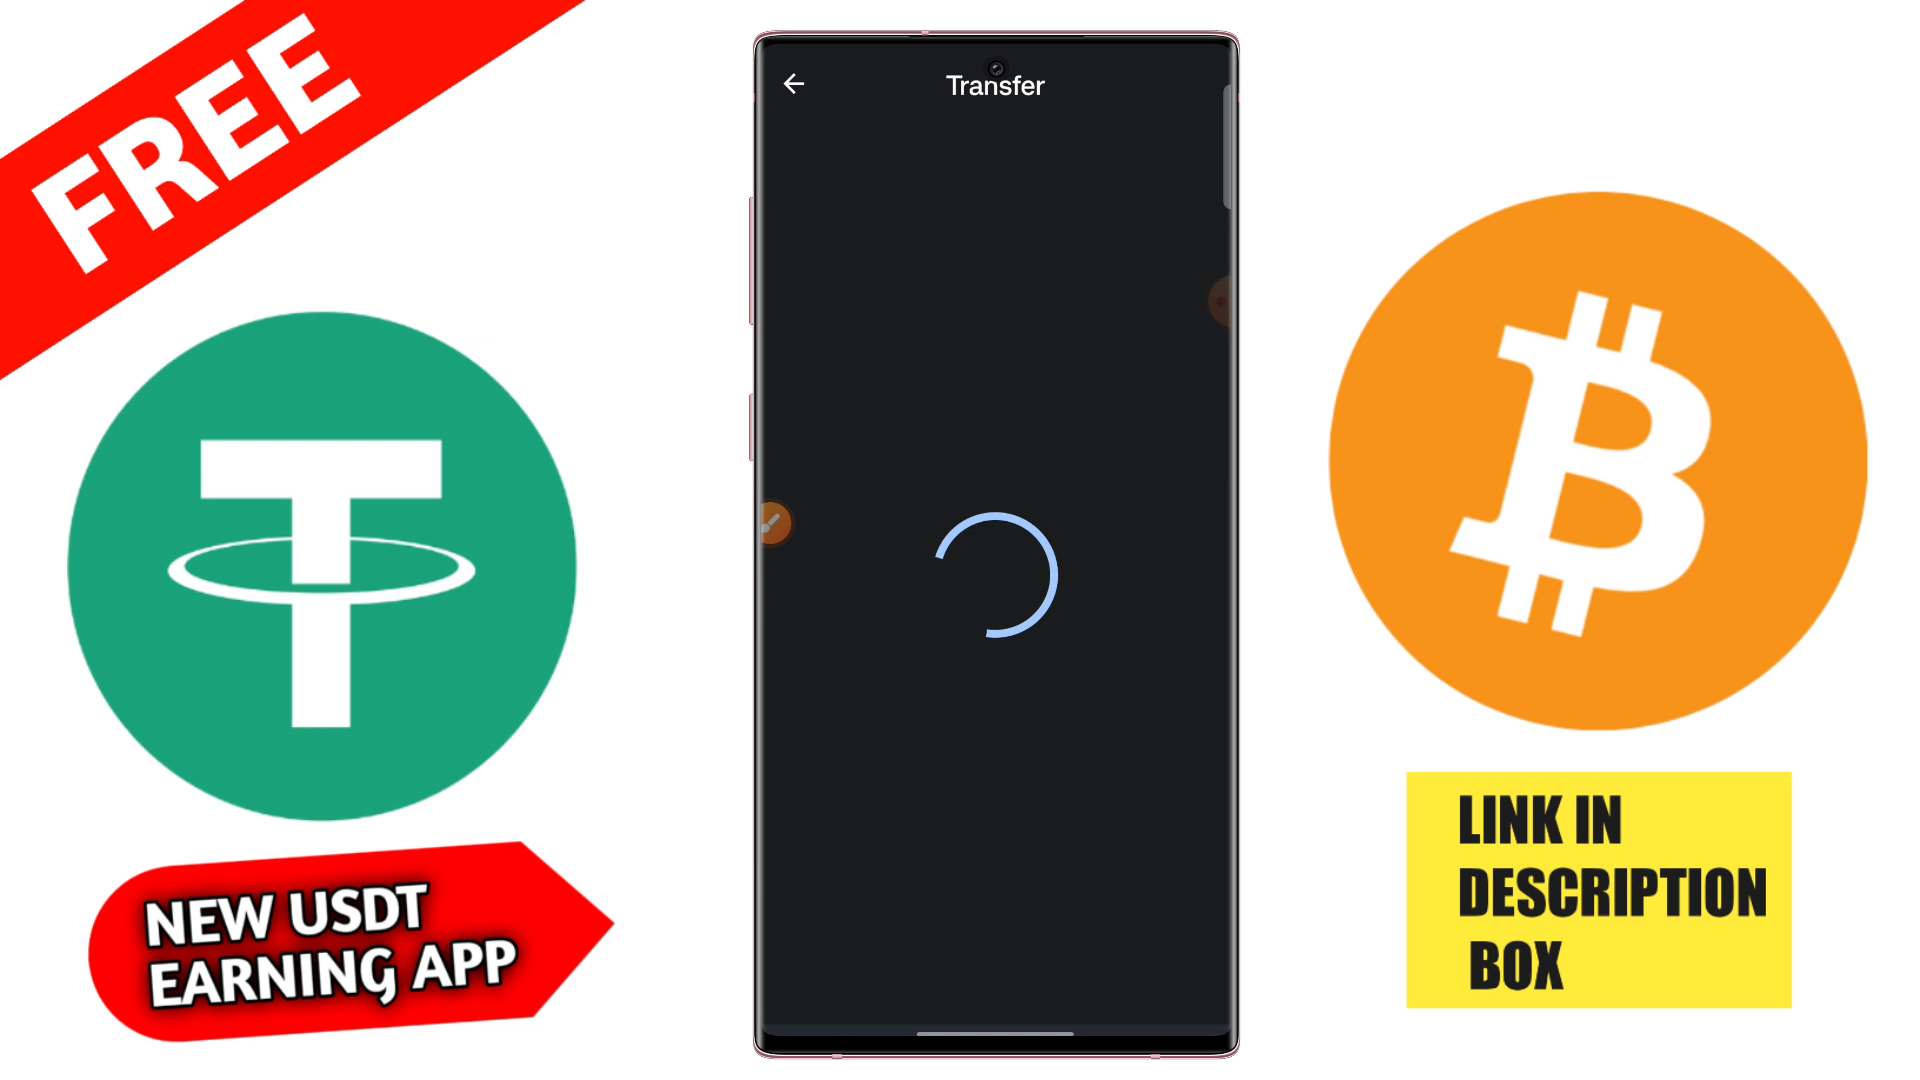 FREE
Transfer
NEW USDT
EARNING APP
LINK IN
DESCRIPTION
BOX